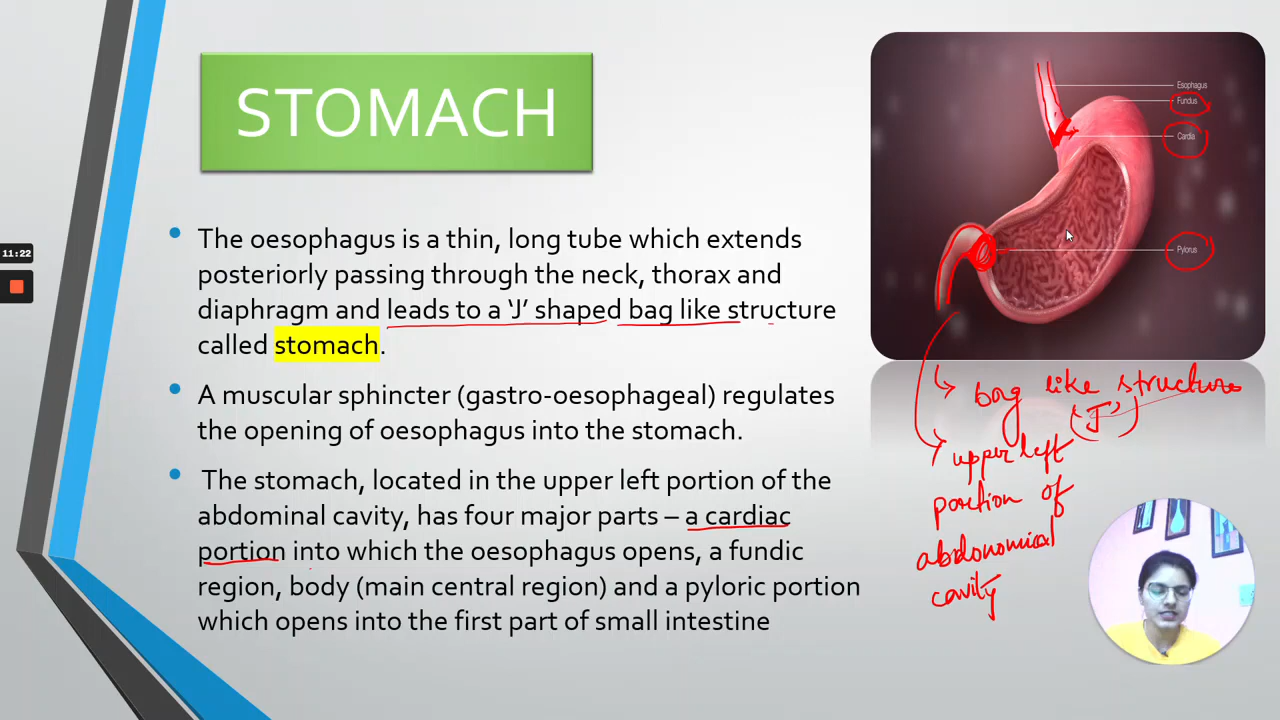 STOMACH
Esophagus
Fundus
Cardia
Pylorus
11:22
The oesophagus is a thin, long tube which extends
posteriorly passing through the neck, thorax and
diaphragm and leads to a ‘J’ shaped bag like structure
called stomach.
A muscular sphincter (gastro-oesophageal) regulates
the opening of oesophagus into the stomach.
The stomach, located in the upper left portion of the
abdominal cavity, has four major parts – a cardiac
portion into which the oesophagus opens, a fundic
region, body (main central region) and a pyloric portion
which opens into the first part of small intestine
bag like structure
('J')
upper left
portion of
abdonomical
cavity